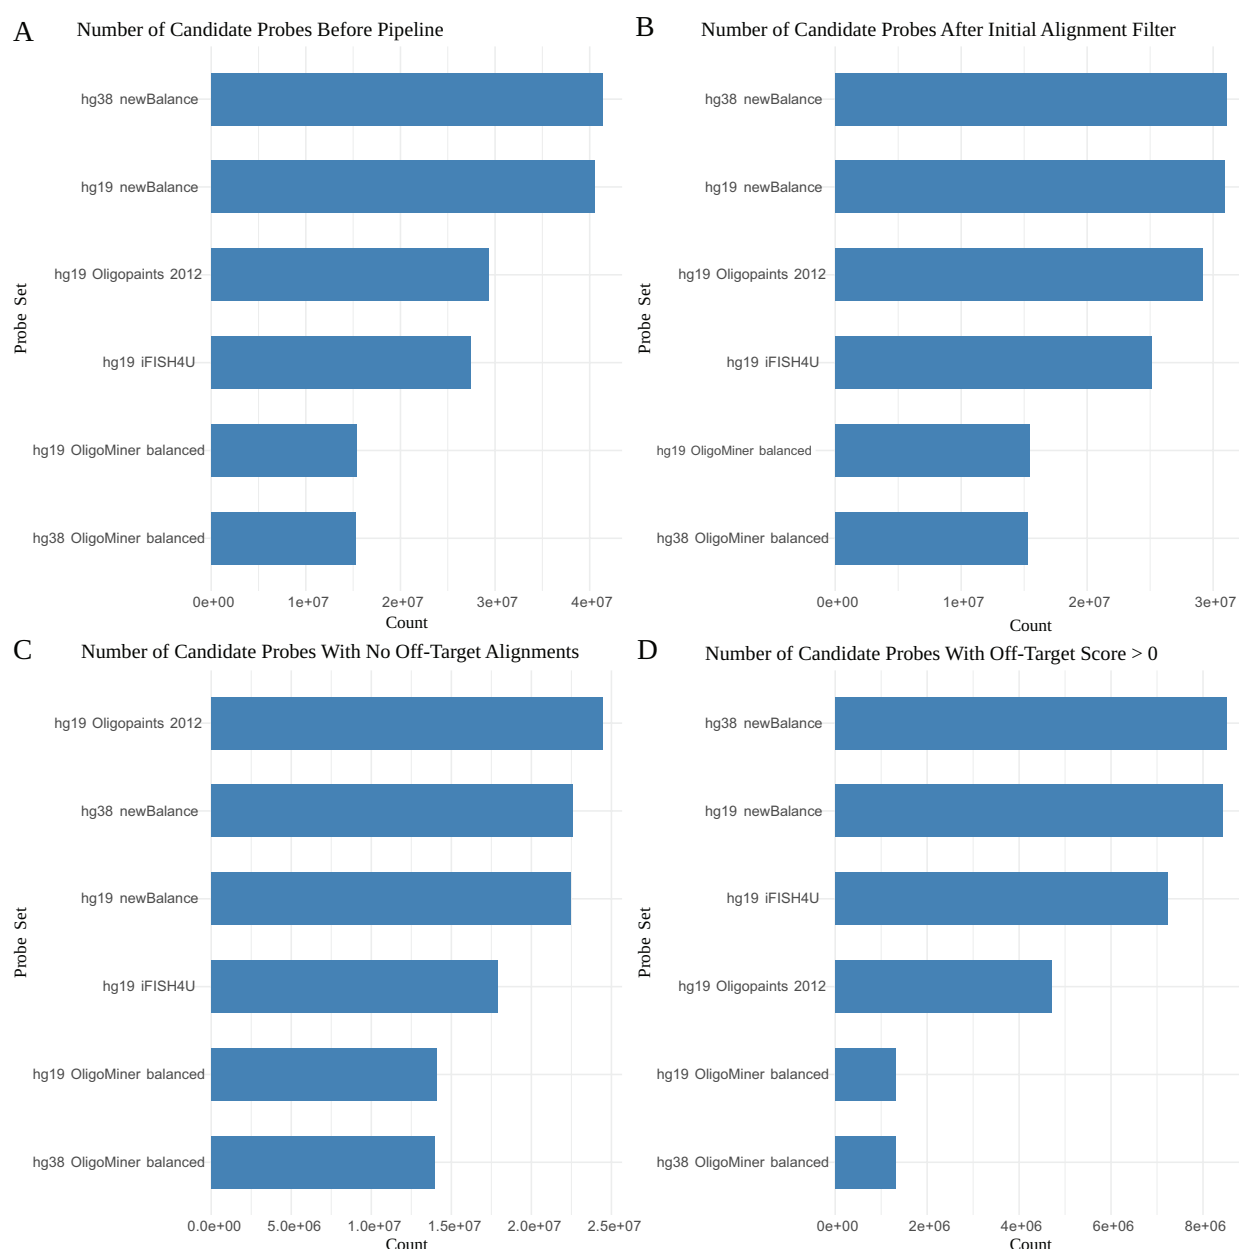 A
Number of Candidate Probes Before Pipeline
Probe Set
hg38 newBalance
hg19 newBalance
hg19 Oligopaints 2012
hg19 iFISH4U
hg19 OligoMiner balanced
hg38 OligoMiner balanced
0e+00 1e+07 2e+07 3e+07 4e+07
Count
B
Number of Candidate Probes After Initial Alignment Filter
Probe Set
hg38 newBalance
hg19 newBalance
hg19 Oligopaints 2012
hg19 iFISH4U
hg19 OligoMiner balanced
hg38 OligoMiner balanced
0e+00 1e+07 2e+07 3e+07
Count
C
Number of Candidate Probes With No Off-Target Alignments
Probe Set
hg19 Oligopaints 2012
hg38 newBalance
hg19 newBalance
hg19 iFISH4U
hg19 OligoMiner balanced
hg38 OligoMiner balanced
0.0e+00 5.0e+06 1.0e+07 1.5e+07 2.0e+07 2.5e+07
Count
D
Number of Candidate Probes With Off-Target Score > 0
Probe Set
hg38 newBalance
hg19 newBalance
hg19 iFISH4U
hg19 Oligopaints 2012
hg19 OligoMiner balanced
hg38 OligoMiner balanced
0e+00 2e+06 4e+06 6e+06 8e+06
Count